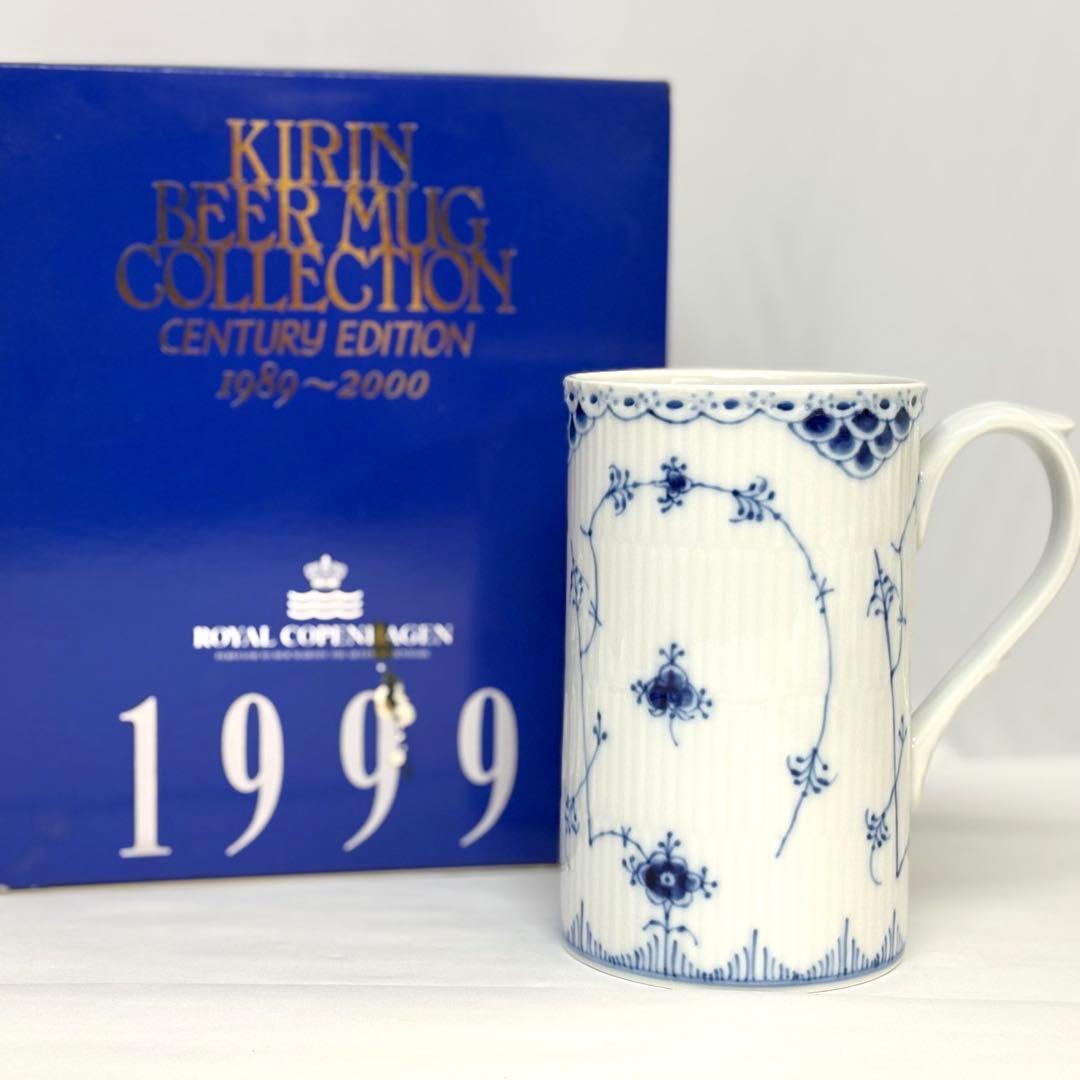 KIRIN
BEER MUG
COLLECTION
CENTURY EDITION
1989~2000
ROYAL COPENHAGEN
1999